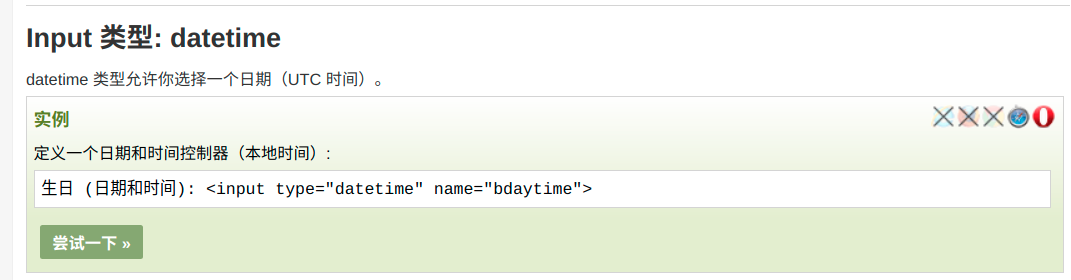 Input 类型: datetime
datetime 类型允许你选择一个日期（UTC 时间）。
实例
定义一个日期和时间控制器（本地时间）:
生日 (日期和时间): <input type="datetime" name="bdaytime">
尝试一下 »